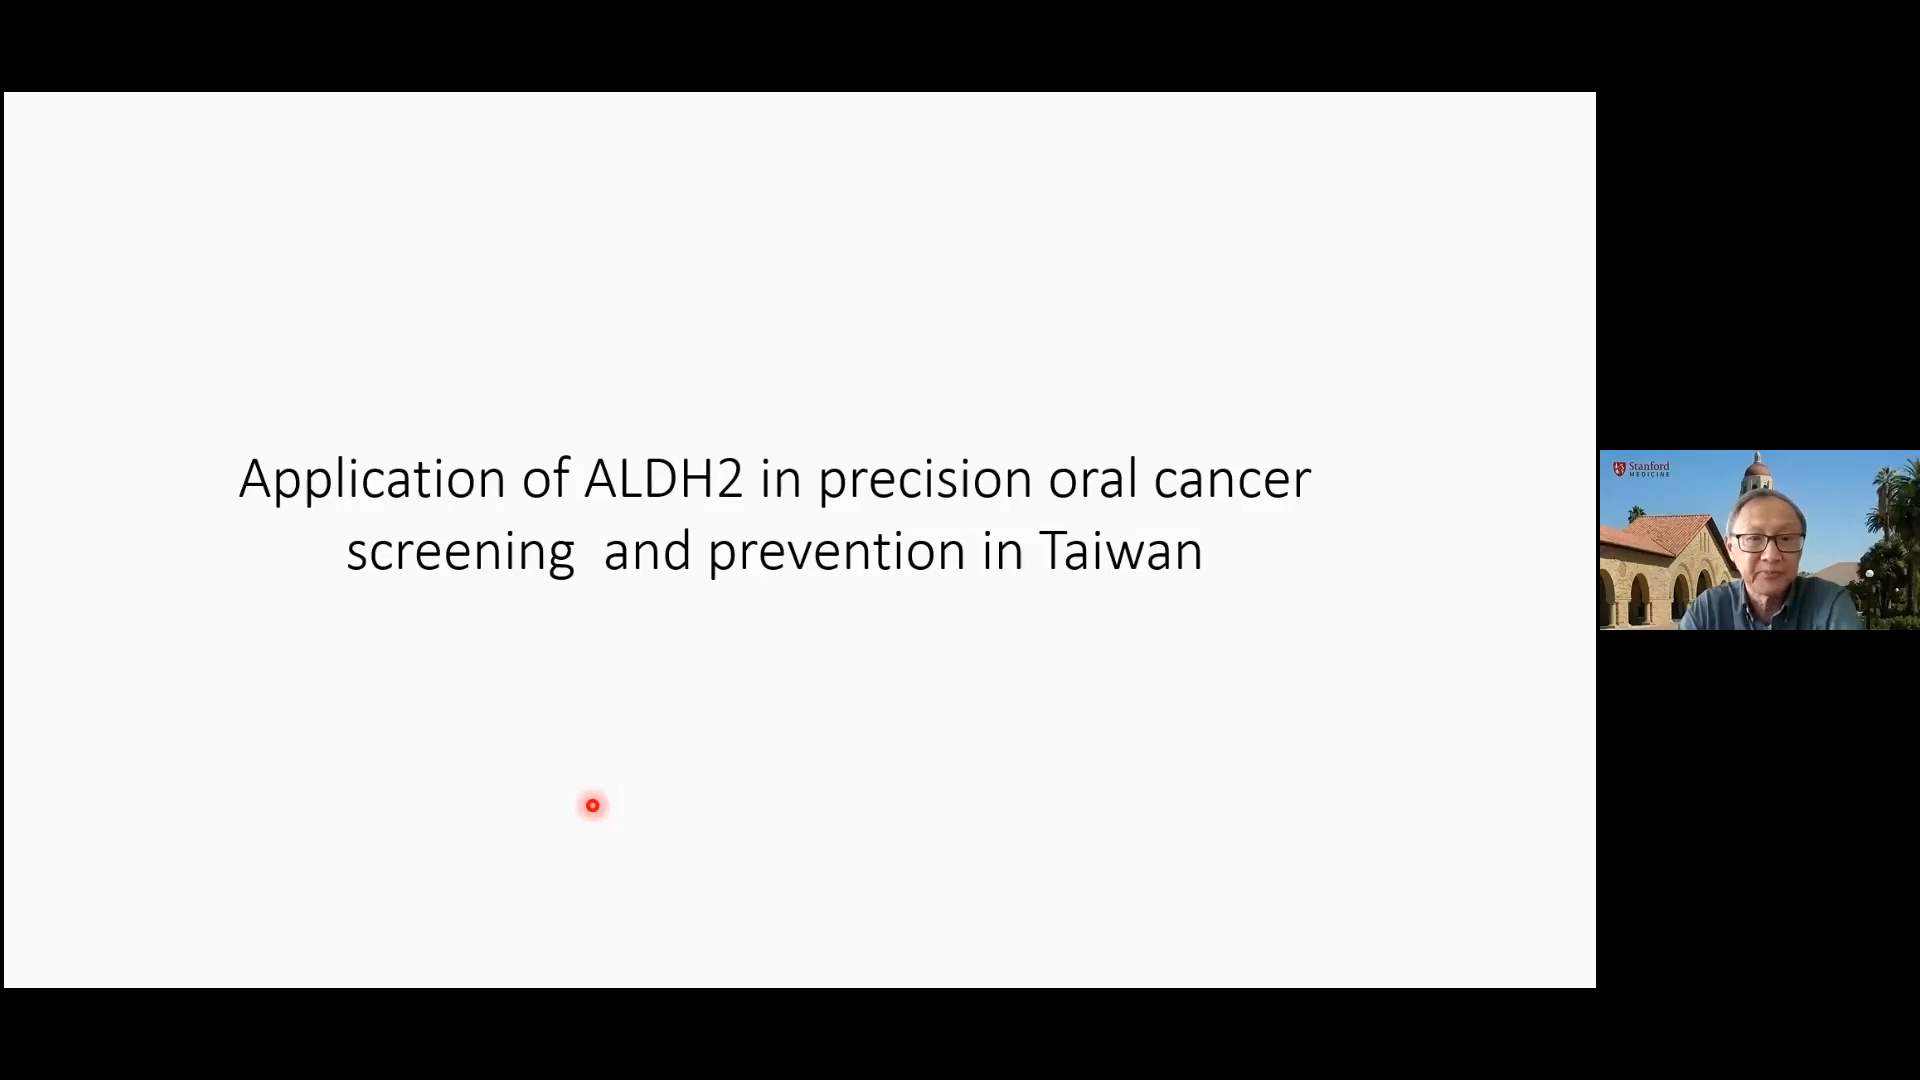 Application of ALDH2 in precision oral cancer
screening  and prevention in Taiwan
Stanford
MEDICINE